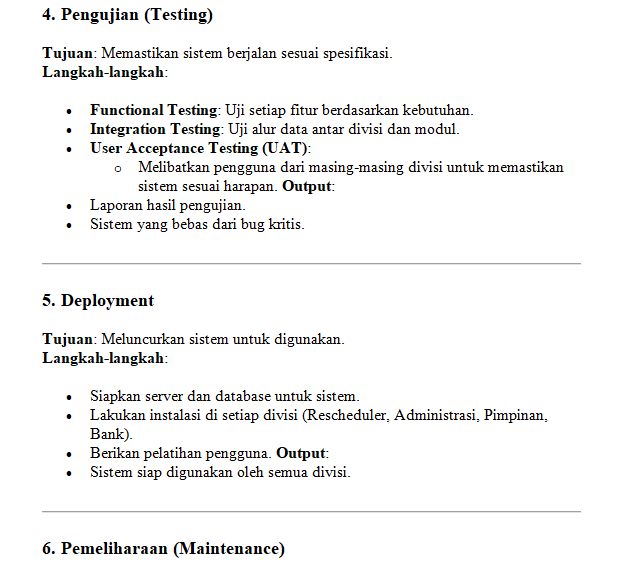 4. Pengujian (Testing)
Tujuan: Memastikan sistem berjalan sesuai spesifikasi.
Langkah-langkah:
• Functional Testing: Uji setiap fitur berdasarkan kebutuhan.
• Integration Testing: Uji alur data antar divisi dan modul.
• User Acceptance Testing (UAT):
o Melibatkan pengguna dari masing-masing divisi untuk memastikan
sistem sesuai harapan. Output:
• Laporan hasil pengujian.
• Sistem yang bebas dari bug kritis.
5. Deployment
Tujuan: Meluncurkan sistem untuk digunakan.
Langkah-langkah:
• Siapkan server dan database untuk sistem.
• Lakukan instalasi di setiap divisi (Rescheduler, Administrasi, Pimpinan,
Bank).
• Berikan pelatihan pengguna. Output:
• Sistem siap digunakan oleh semua divisi.
6. Pemeliharaan (Maintenance)